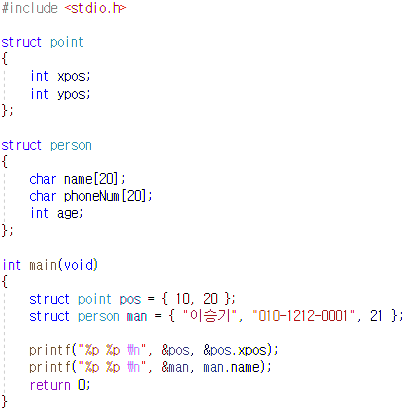 #include <stdio.h>
struct point
{
int xpos;
int ypos;
};
struct person
{
char name[20];
char phoneNum[20];
int age;
};
int main(void)
{
struct point pos = { 10, 20 };
struct person man = { "이승기", "010-1212-0001", 21 };
printf("%p %p ₩n", &pos, &pos.xpos);
printf("%p %p ₩n", &man, man.name);
return 0;
}